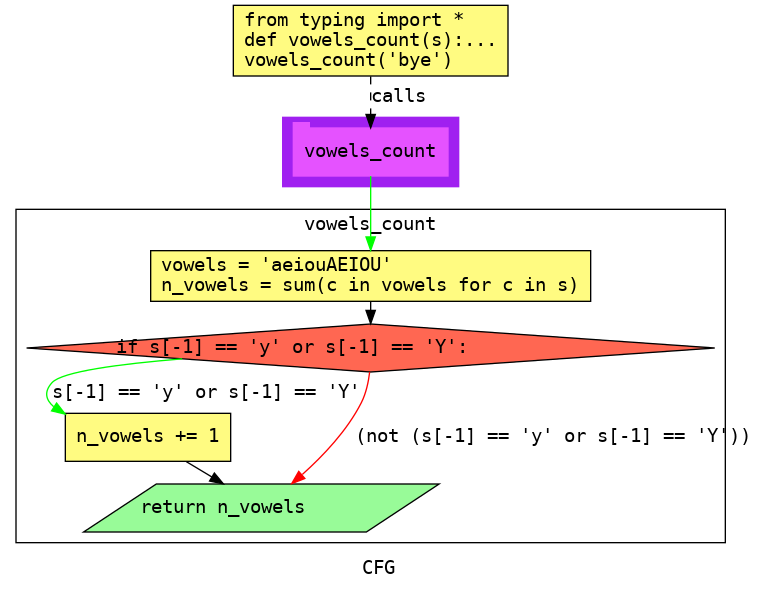 from typing import *
def vowels_count(s):...
vowels_count('bye')
calls
vowels_count
vowels_count
vowels = 'aeiouAEIOU'
n_vowels = sum(c in vowels for c in s)
if s[-1] == 'y' or s[-1] == 'Y':
s[-1] == 'y' or s[-1] == 'Y'
(not (s[-1] == 'y' or s[-1] == 'Y'))
n_vowels += 1
return n_vowels
CFG